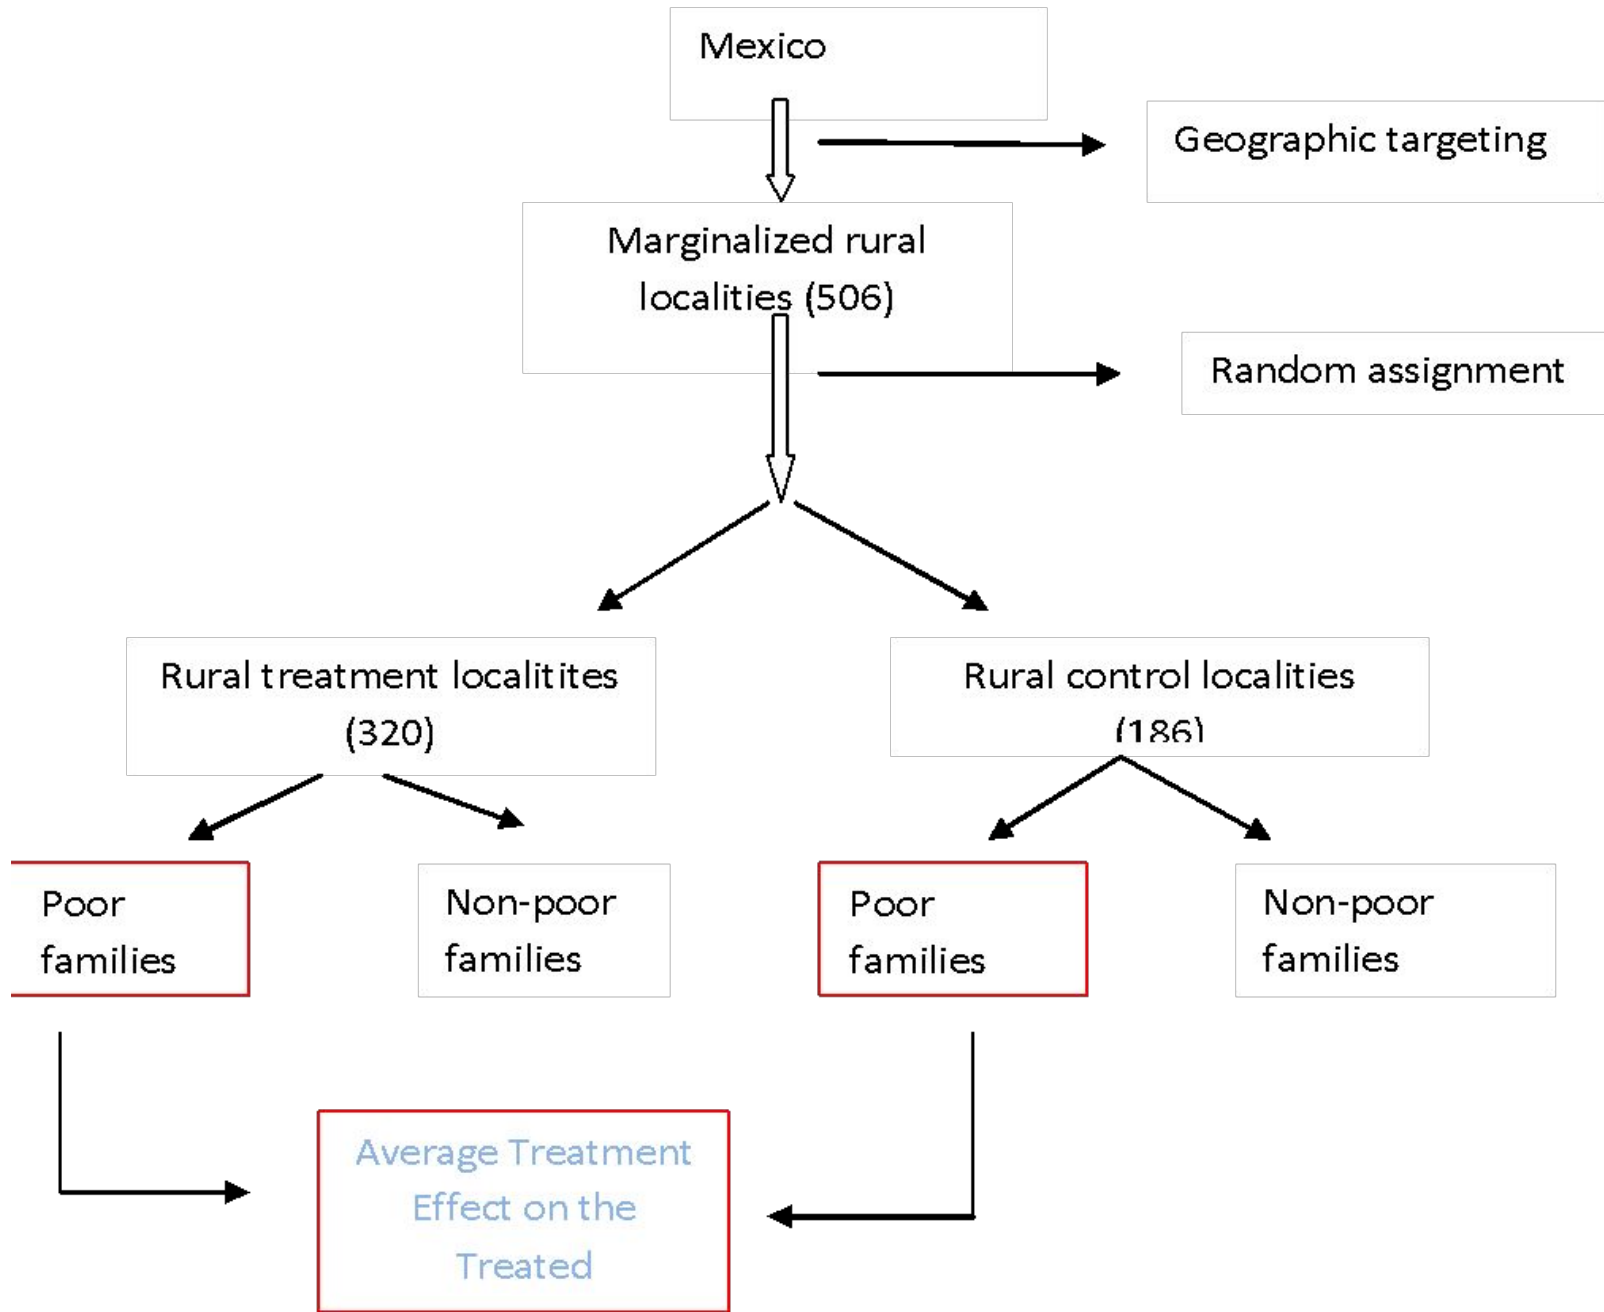 Mexico
Geographic targeting
Marginalized rural
localities (506)
Random assignment
Rural treatment localitites
(320)
Rural control localities
(186)
Poor
families
Non-poor
families
Poor
families
Non-poor
families
Average Treatment
Effect on the
Treated